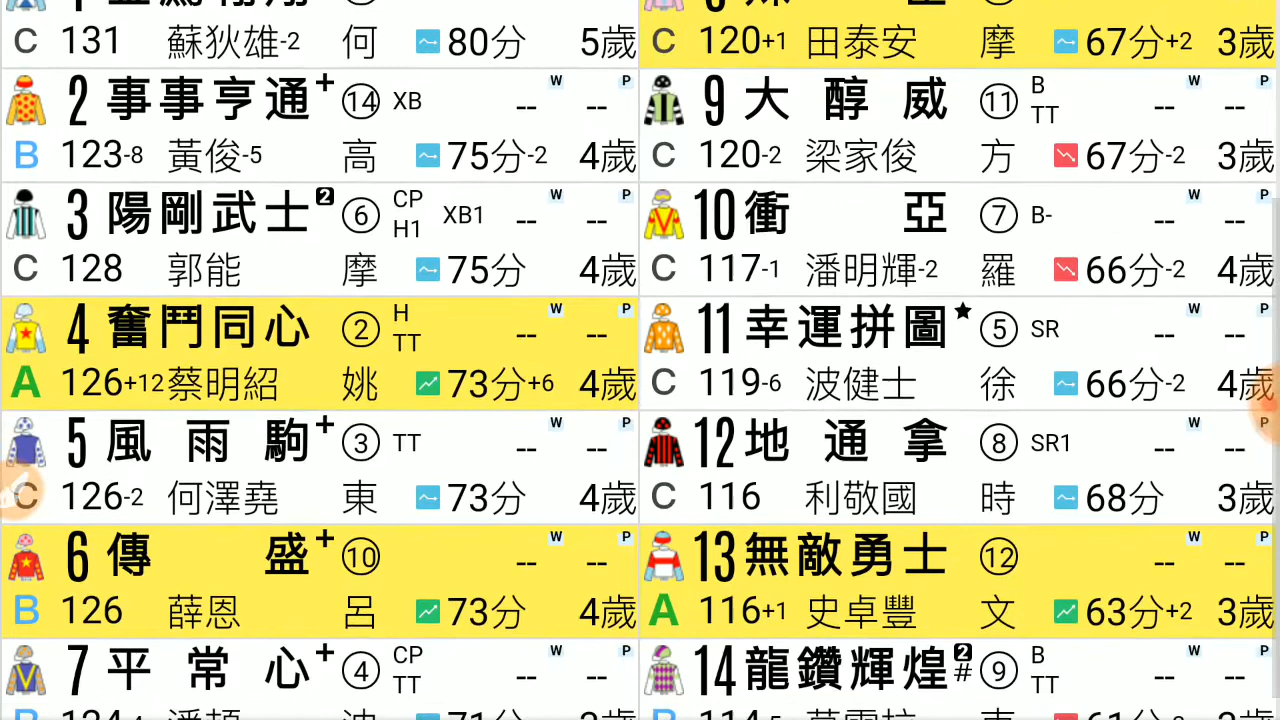 C 131 蘇狄雄-2 何 80分 5歲
2 事事亨通+ ⑭ XB W -- P --
B 123-8 黃俊-5 高 75分-2 4歲
3 陽剛武士2 ⑥ CP H1 XB1 W -- P --
C 128 郭能 摩 75分 4歲
4 奮鬥同心 ② H TT W -- P --
A 126+12 蔡明紹 姚 73分+6 4歲
5 風雨駒+ ③ TT W -- P --
C 126-2 何澤堯 東 73分 4歲
6 傳盛+ ⑩ W -- P --
B 126 薛恩 呂 73分 4歲
7 平常心+ ④ CP TT W -- P --
C 120+1 田泰安 摩 67分+2 3歲
9 大醇威 ⑪ B TT W -- P --
C 120-2 梁家俊 方 67分-2 3歲
10 衝亞 ⑦ B- W -- P --
C 117-1 潘明輝-2 羅 66分-2 4歲
11 幸運拼圖★ ⑤ SR W -- P --
C 119-6 波健士 徐 66分-2 4歲
12 地通拿 ⑧ SR1 W -- P --
C 116 利敬國 時 68分 3歲
13 無敵勇士 ⑫ W -- P --
A 116+1 史卓豐 文 63分+2 3歲
14 龍鑽輝煌2# ⑨ B TT W -- P --